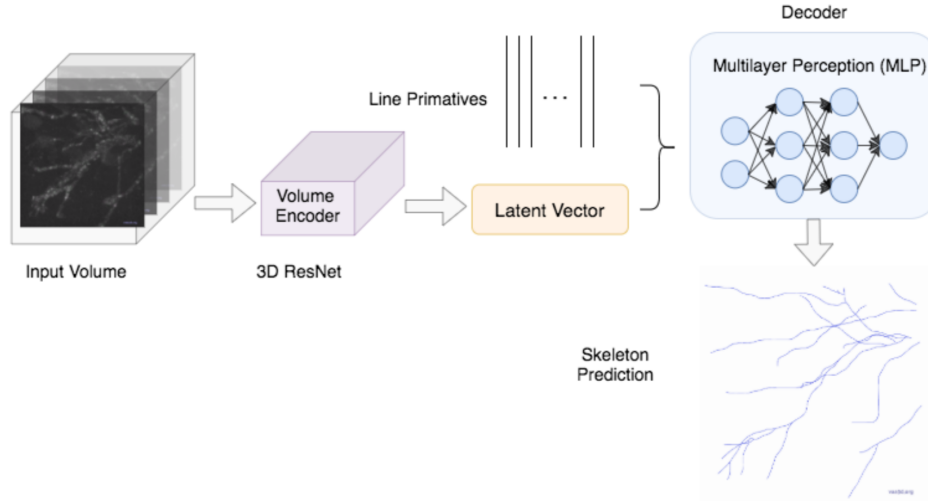 Decoder
Multilayer Perception (MLP)
Line Primatives
...
Volume
Encoder
Latent Vector
Input Volume
3D ResNet
Skeleton
Prediction